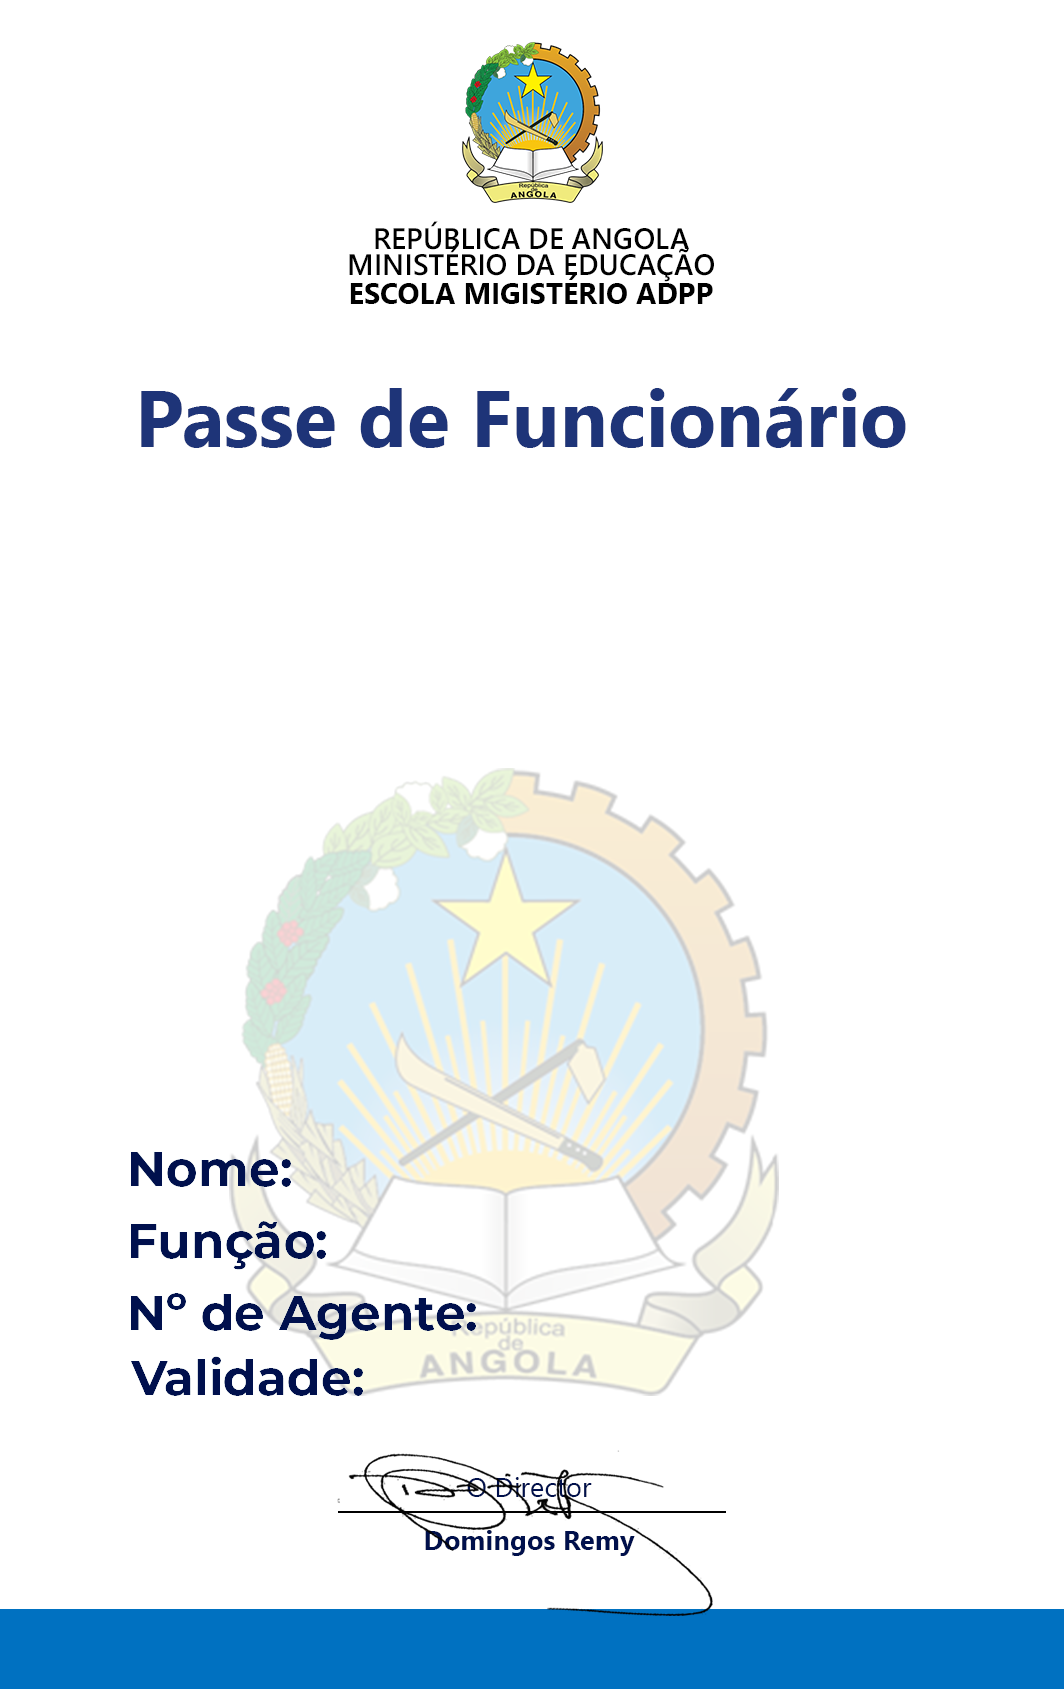 República
de
ANGOLA
REPÚBLICA DE ANGOLA
MINISTÉRIO DA EDUCAÇÃO
ESCOLA MIGISTÉRIO ADPP
Passe de Funcionário
Nome:
Função:
Nº de Agente:
República
de
ANGOLA
Validade:
O Director
Domingos Remy